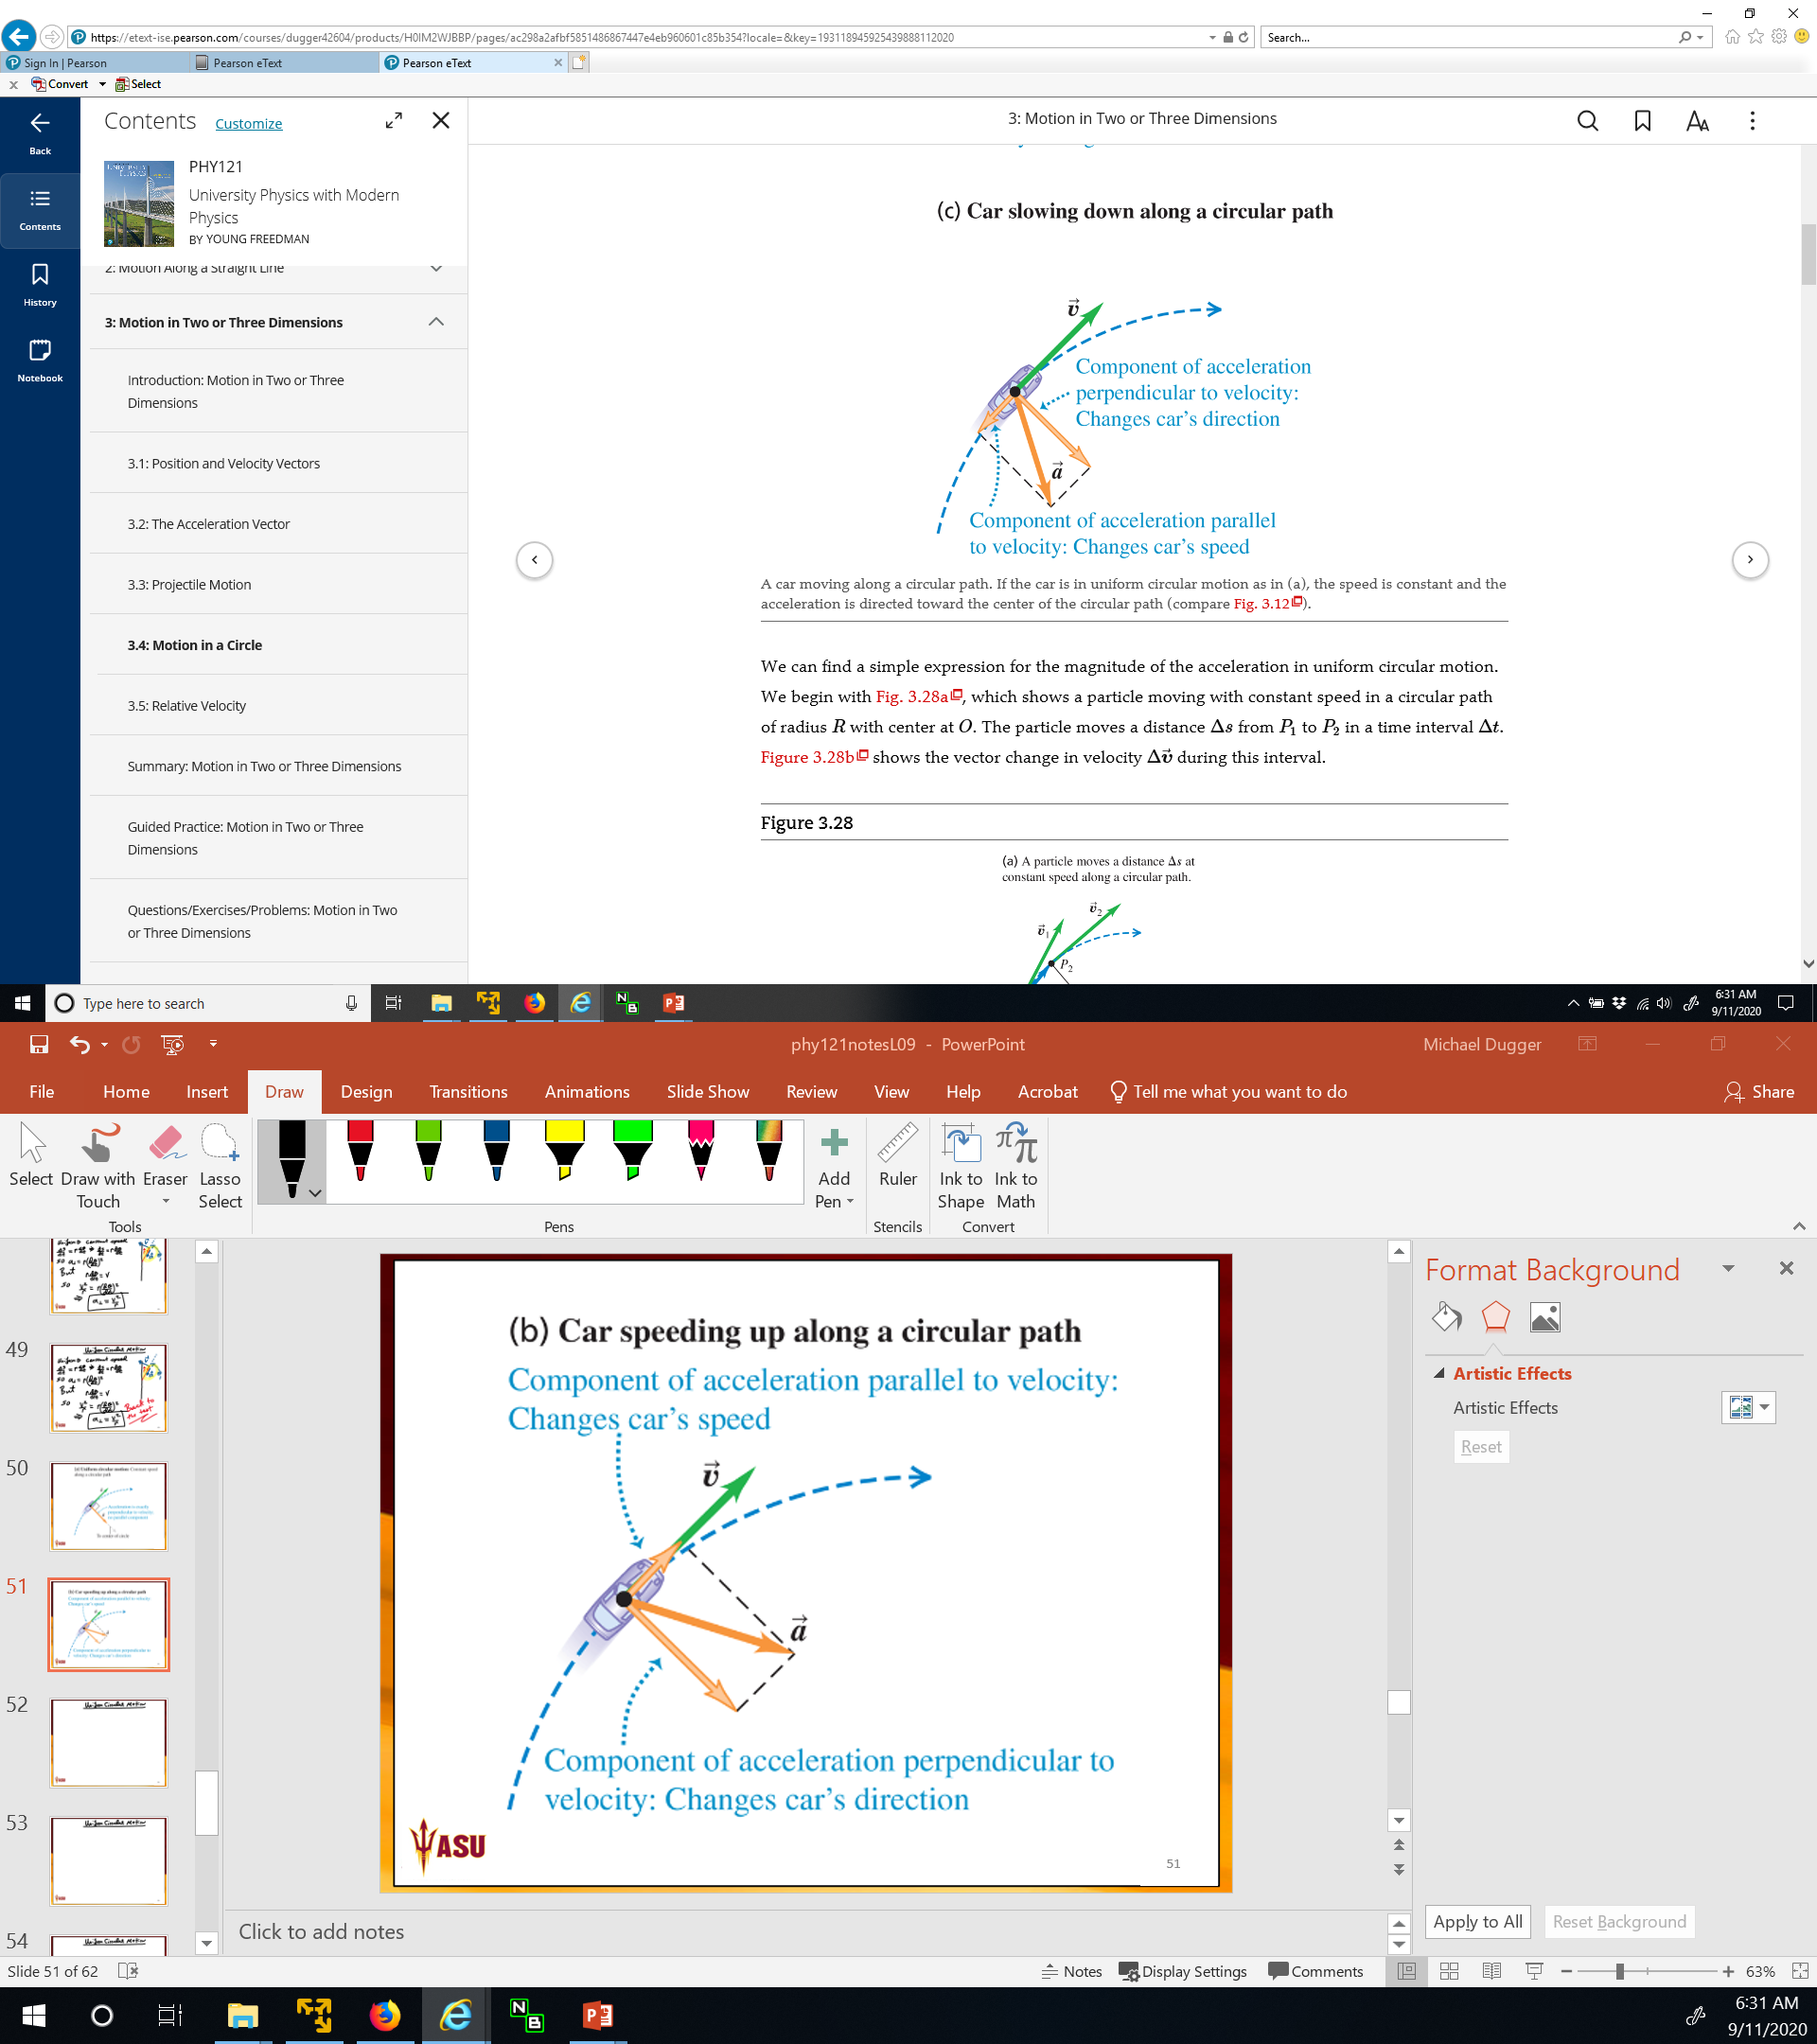 https://etext-ise.pearson.com/courses/dugger42604/products/H0IM2WJBBP/pages/ac298a2afbf5851486867447e4eb960601c85b354?locale=&key=19311894592543988811 2020
Search...
Sign In | Pearson
Pearson eText
Pearson eText
Convert
Select
Back
Contents
History
Notebook
Contents
Customize
PHY121
University Physics with Modern
Physics
BY YOUNG FREEDMAN
2: Motion Along a Straight Line
3: Motion in Two or Three Dimensions
Introduction: Motion in Two or Three
Dimensions
3.1: Position and Velocity Vectors
3.2: The Acceleration Vector
3.3: Projectile Motion
3.4: Motion in a Circle
3.5: Relative Velocity
Summary: Motion in Two or Three Dimensions
Guided Practice: Motion in Two or Three
Dimensions
Questions/Exercises/Problems: Motion in Two
or Three Dimensions
3: Motion in Two or Three Dimensions
(c) Car slowing down along a circular path
v⃗
Component of acceleration
perpendicular to velocity:
Changes car's direction
a⃗
Component of acceleration parallel
to velocity: Changes car's speed
A car moving along a circular path. If the car is in uniform circular motion as in (a), the speed is constant and the
acceleration is directed toward the center of the circular path (compare Fig. 3.12).
We can find a simple expression for the magnitude of the acceleration in uniform circular motion.
We begin with Fig. 3.28a, which shows a particle moving with constant speed in a circular path
of radius R with center at O. The particle moves a distance Δs from P₁ to P₂ in a time interval Δt.
Figure 3.28b shows the vector change in velocity Δv⃗ during this interval.
Figure 3.28
(a) A particle moves a distance Δs at
constant speed along a circular path.
v⃗₂
v⃗₁
P₂
Type here to search
6:31 AM
9/11/2020
phy121notesL09 - PowerPoint
Michael Dugger
File
Home
Insert
Draw
Design
Transitions
Animations
Slide Show
Review
View
Help
Acrobat
Tell me what you want to do
Share
Select
Draw with
Touch
Eraser
Lasso
Select
Tools
Pens
Add
Pen
Ruler
Stencils
Ink to
Shape
Ink to
Math
Convert
49
50
51
52
53
54
(b) Car speeding up along a circular path
Component of acceleration parallel to velocity:
Changes car's speed
v⃗
a⃗
Component of acceleration perpendicular to
velocity: Changes car's direction
ASU
51
Click to add notes
Format Background
Artistic Effects
Artistic Effects
Reset
Apply to All
Reset Background
Slide 51 of 62
Notes
Display Settings
Comments
63%
6:31 AM
9/11/2020